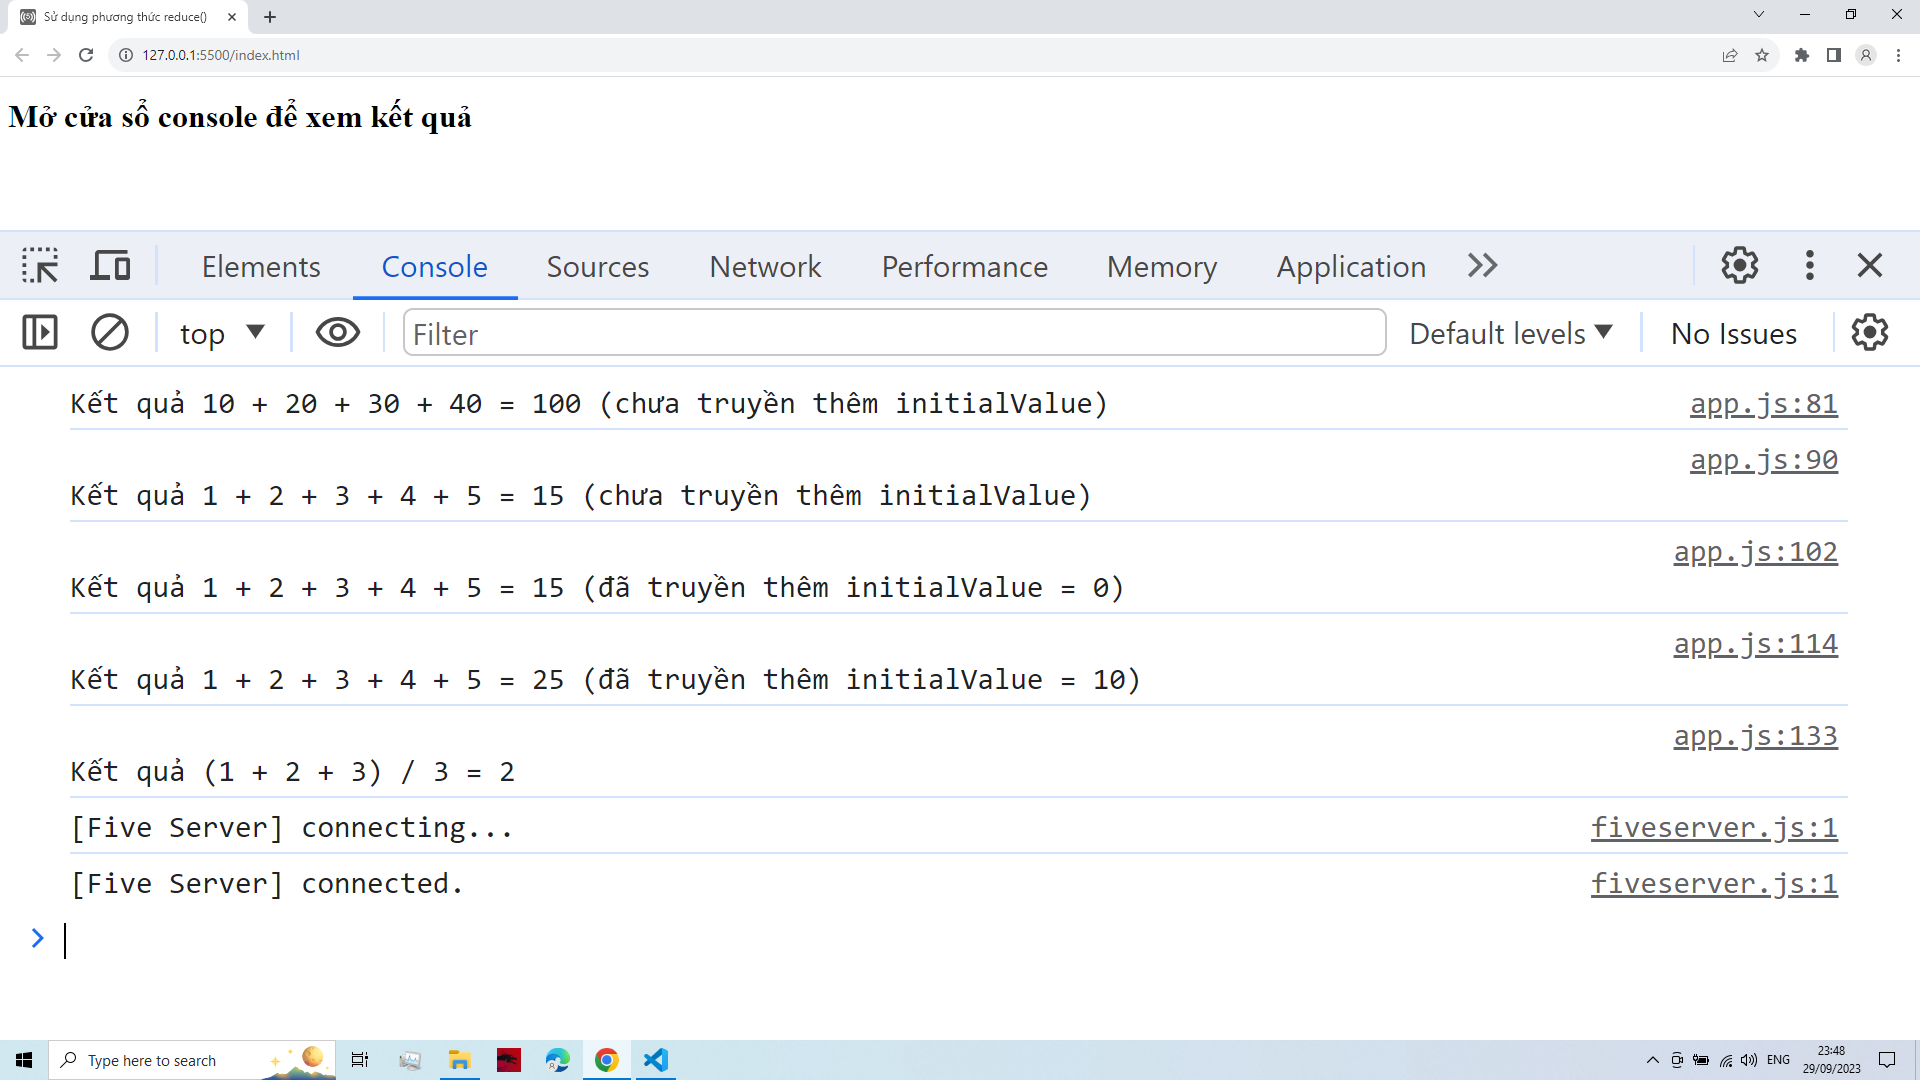 Sử dụng phương thức reduce()
127.0.0.1:5500/index.html
Mở cửa sổ console để xem kết quả
Elements Console Sources Network Performance Memory Application
top Filter Default levels No Issues
Kết quả 10 + 20 + 30 + 40 = 100 (chưa truyền thêm initialValue) app.js:81
app.js:90
Kết quả 1 + 2 + 3 + 4 + 5 = 15 (chưa truyền thêm initialValue)
app.js:102
Kết quả 1 + 2 + 3 + 4 + 5 = 15 (đã truyền thêm initialValue = 0)
app.js:114
Kết quả 1 + 2 + 3 + 4 + 5 = 25 (đã truyền thêm initialValue = 10)
app.js:133
Kết quả (1 + 2 + 3) / 3 = 2
[Five Server] connecting... fiveserver.js:1
[Five Server] connected. fiveserver.js:1
Type here to search
ENG
23:48
29/09/2023